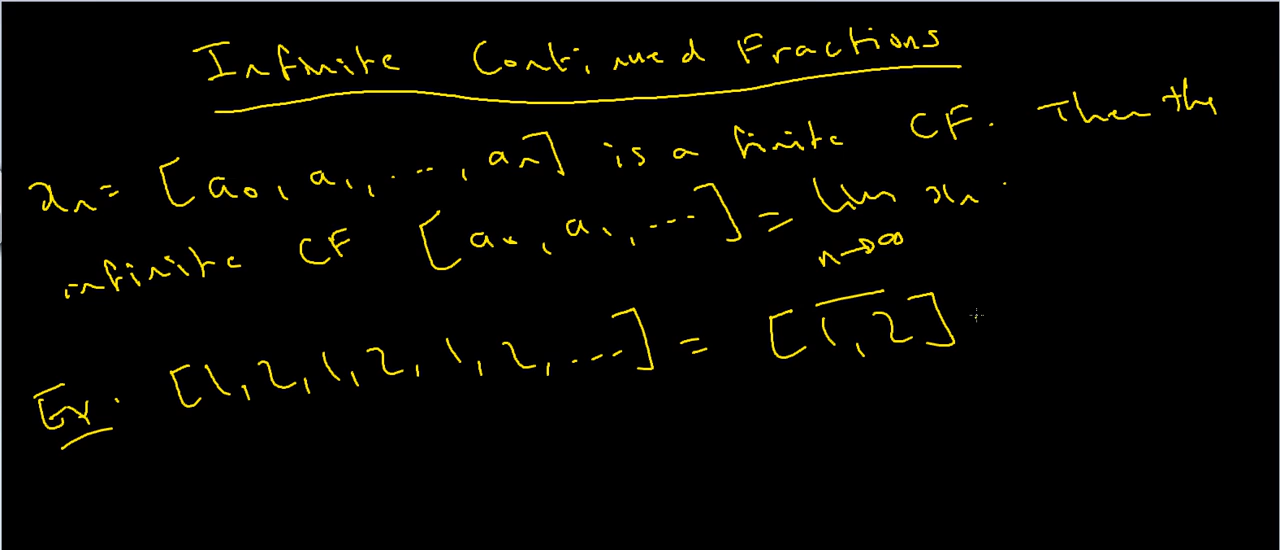 Infinite Continued Fractions
xₙ = [a₀, a₁, ..., aₙ] is a finite CF. Then the
infinite CF [a₀, a₁, ...] = lim xₙ.
n→∞
Ex. [1, 2, 1, 2, 1, 2, ...] = [1̅,̅ ̅2̅]